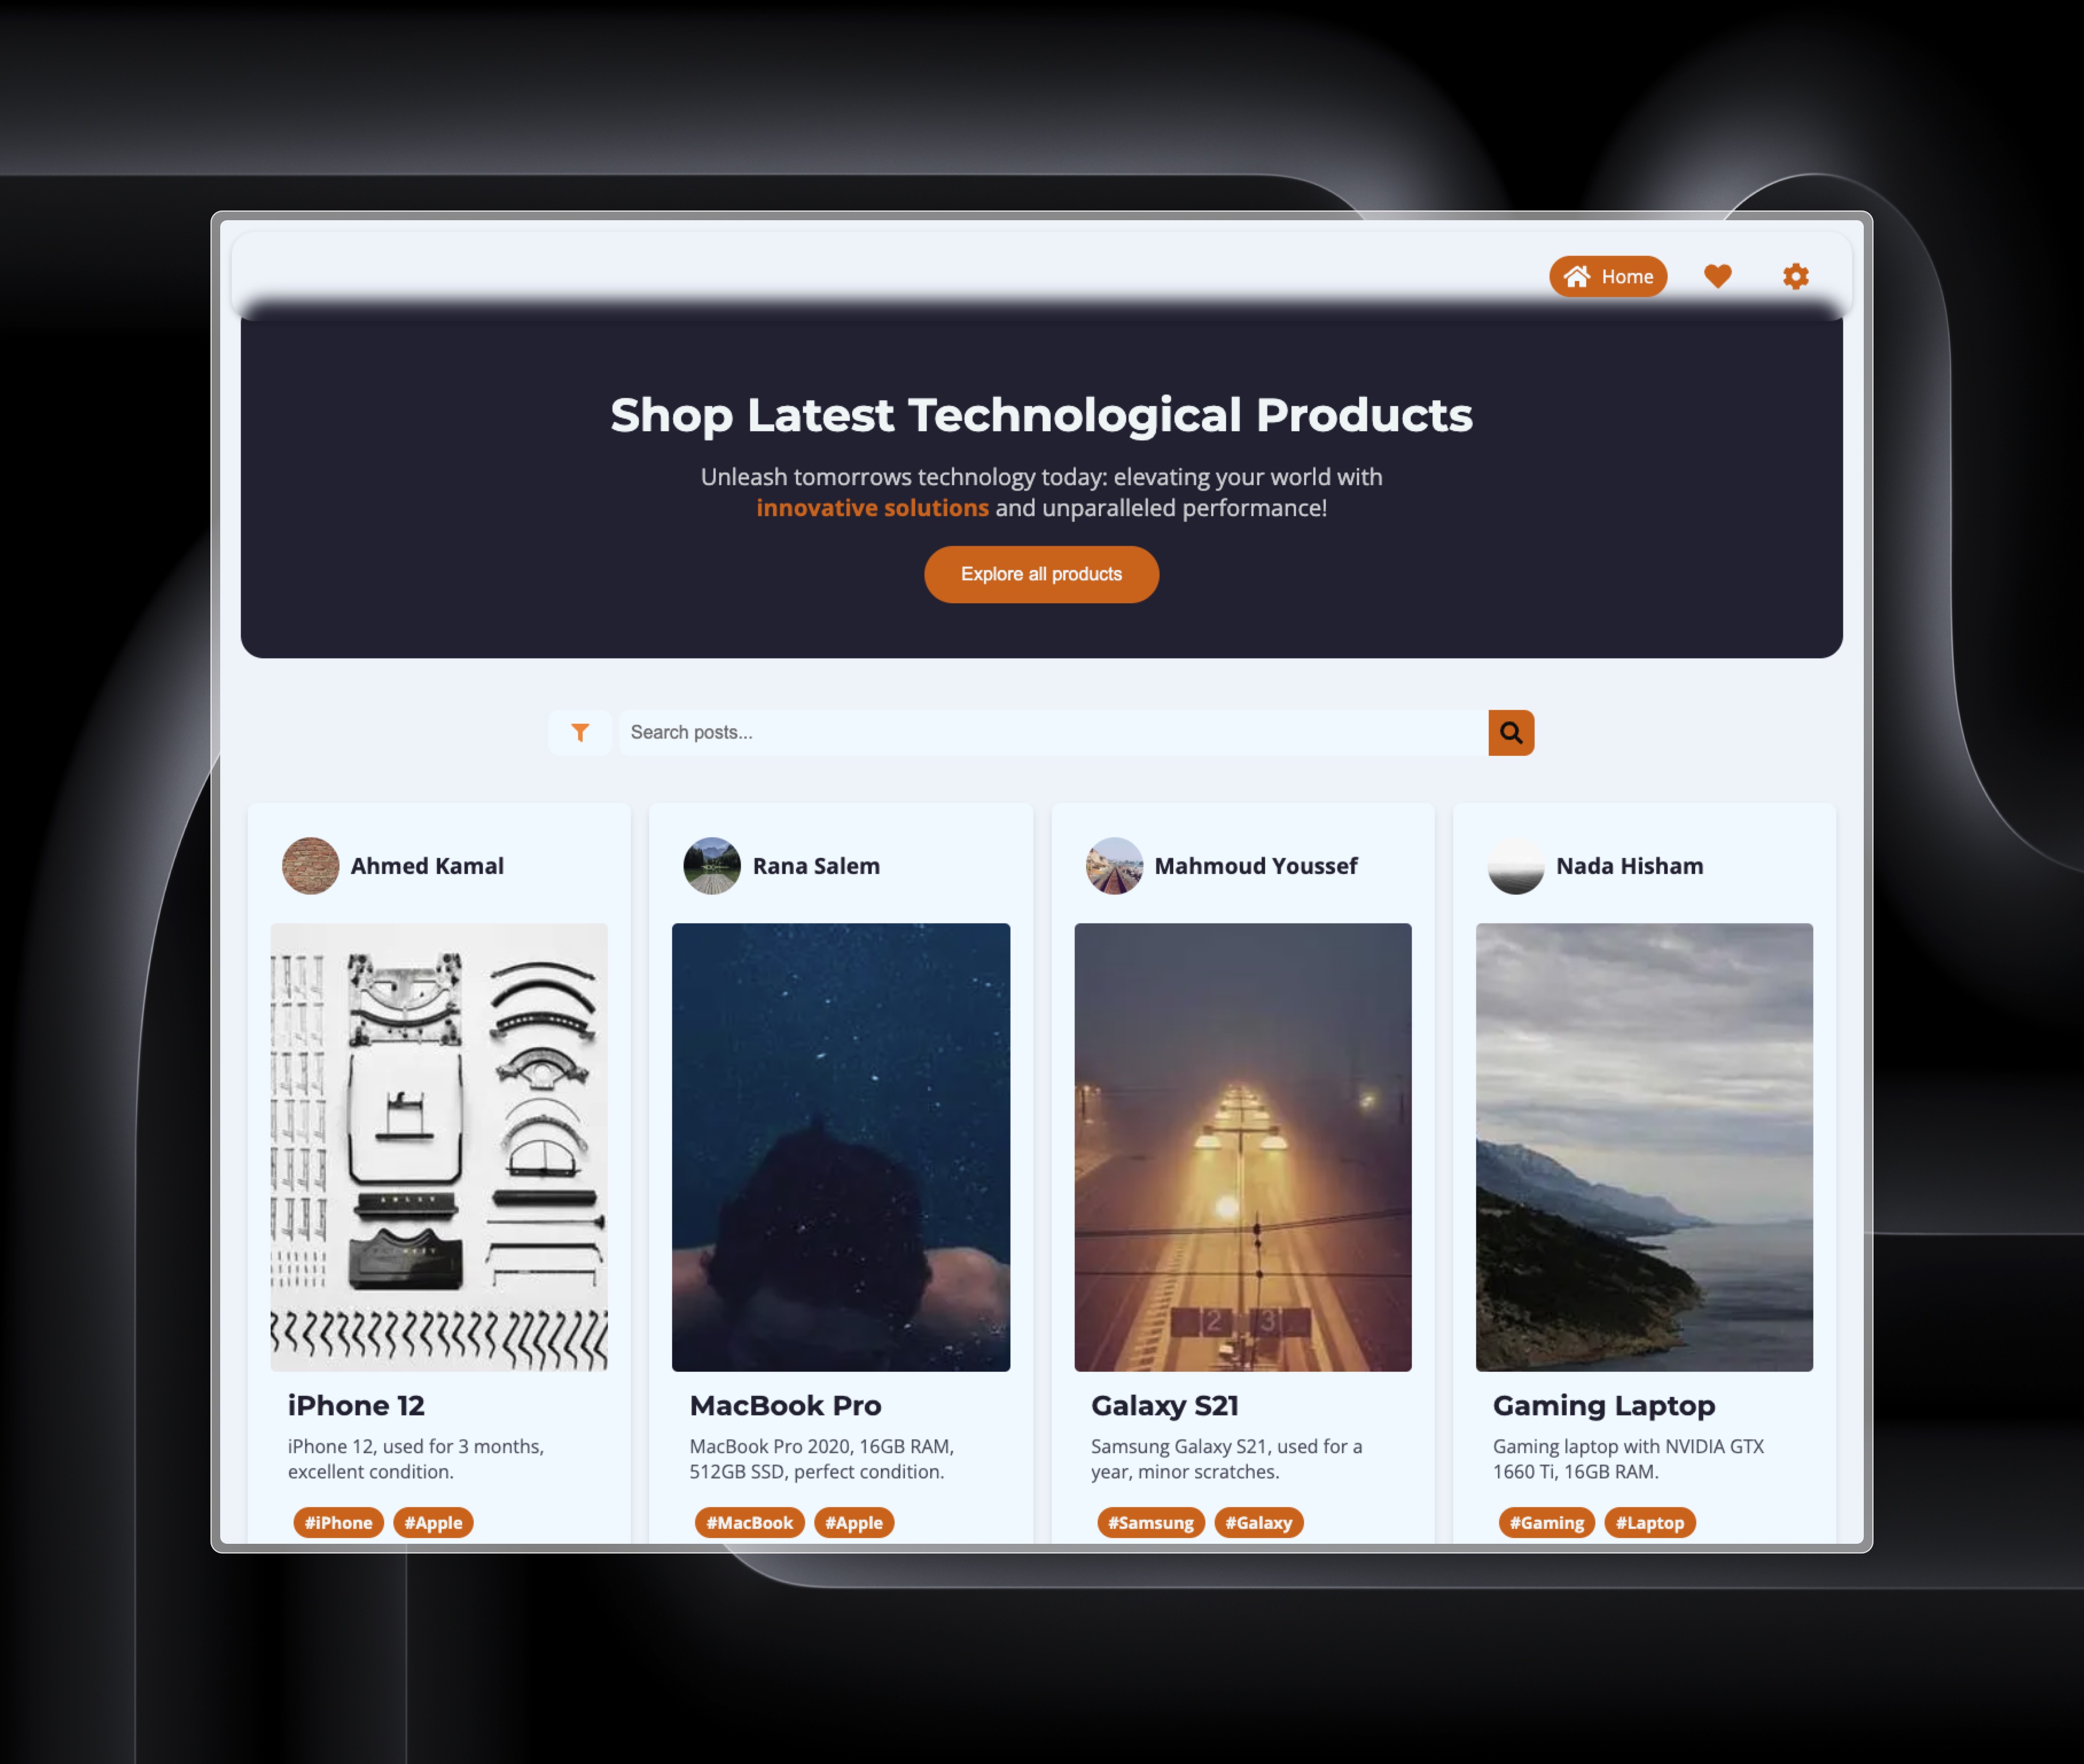 Home
Shop Latest Technological Products
Unleash tomorrows technology today: elevating your world with
innovative solutions and unparalleled performance!
Explore all products
Search posts...
Ahmed Kamal
Rana Salem
Mahmoud Youssef
Nada Hisham
2 3
iPhone 12
iPhone 12, used for 3 months,
excellent condition.
#iPhone #Apple
MacBook Pro
MacBook Pro 2020, 16GB RAM,
512GB SSD, perfect condition.
#MacBook #Apple
Galaxy S21
Samsung Galaxy S21, used for a
year, minor scratches.
#Samsung #Galaxy
Gaming Laptop
Gaming laptop with NVIDIA GTX
1660 Ti, 16GB RAM.
#Gaming #Laptop